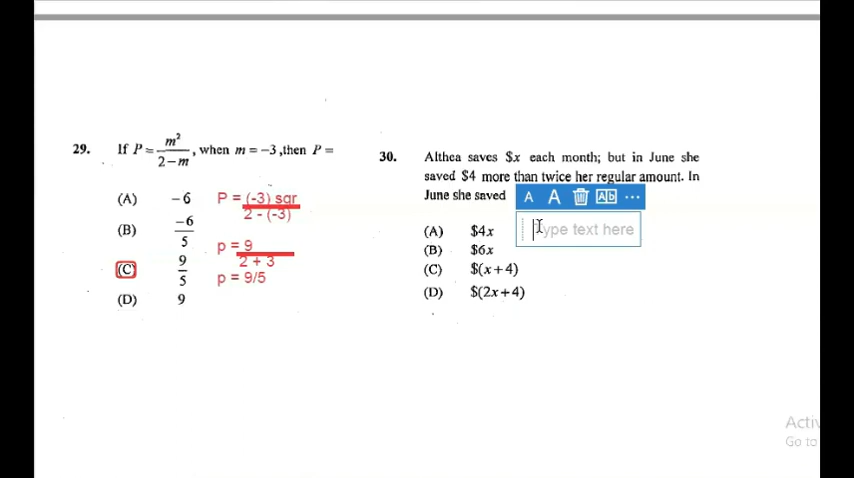 29. If P = m²/2 − m, when m = −3 ,then P =
(A) −6
(B) −6/5
(C) 9/5
(D) 9
P = (-3) sqr
2 - (-3)
p = 9
2 + 3
p = 9/5
30. Althea saves $x each month; but in June she
saved $4 more than twice her regular amount. In
June she saved
A A Ab ...
Type text here
(A) $4x
(B) $6x
(C) $(x+4)
(D) $(2x+4)
Activ
Go to